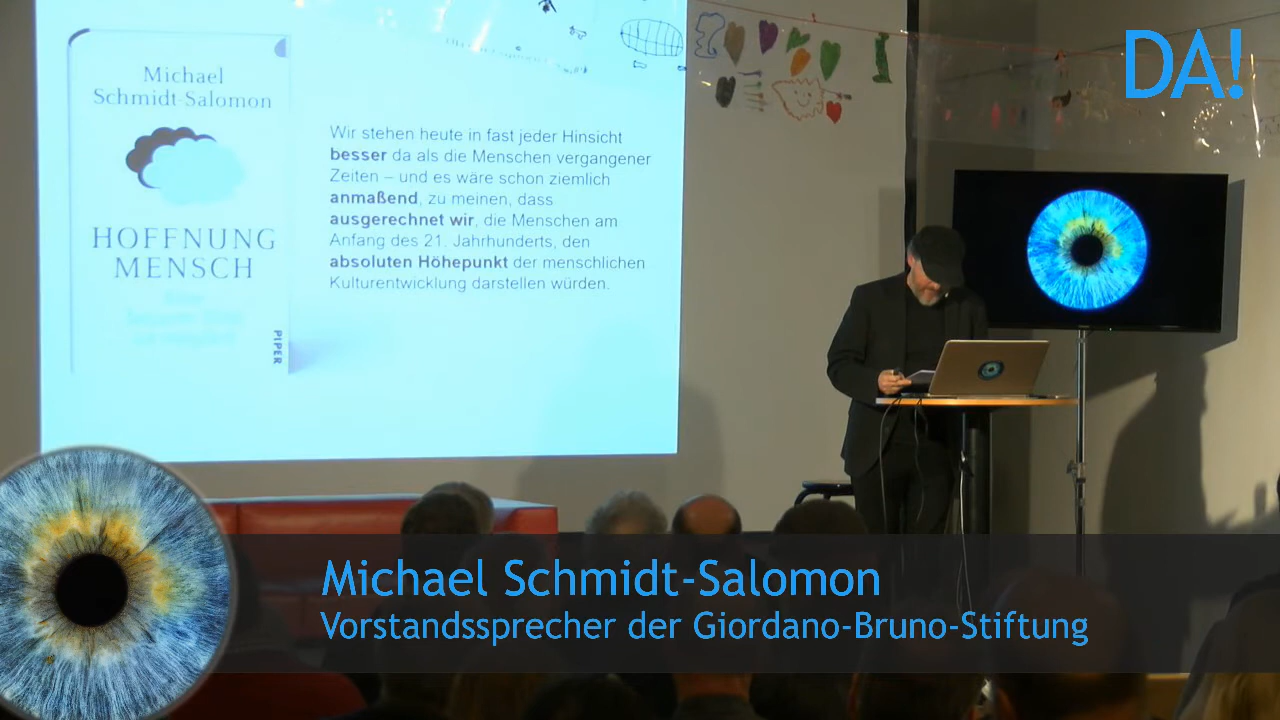 DA!
Michael
Schmidt-Salomon
HOFFNUNG
MENSCH
PIPER
Wir stehen heute in fast jeder Hinsicht
besser da als die Menschen vergangener
Zeiten – und es wäre schon ziemlich
anmaßend, zu meinen, dass
ausgerechnet wir, die Menschen am
Anfang des 21. Jahrhunderts, den
absoluten Höhepunkt der menschlichen
Kulturentwicklung darstellen würden.
Michael Schmidt-Salomon
Vorstandssprecher der Giordano-Bruno-Stiftung